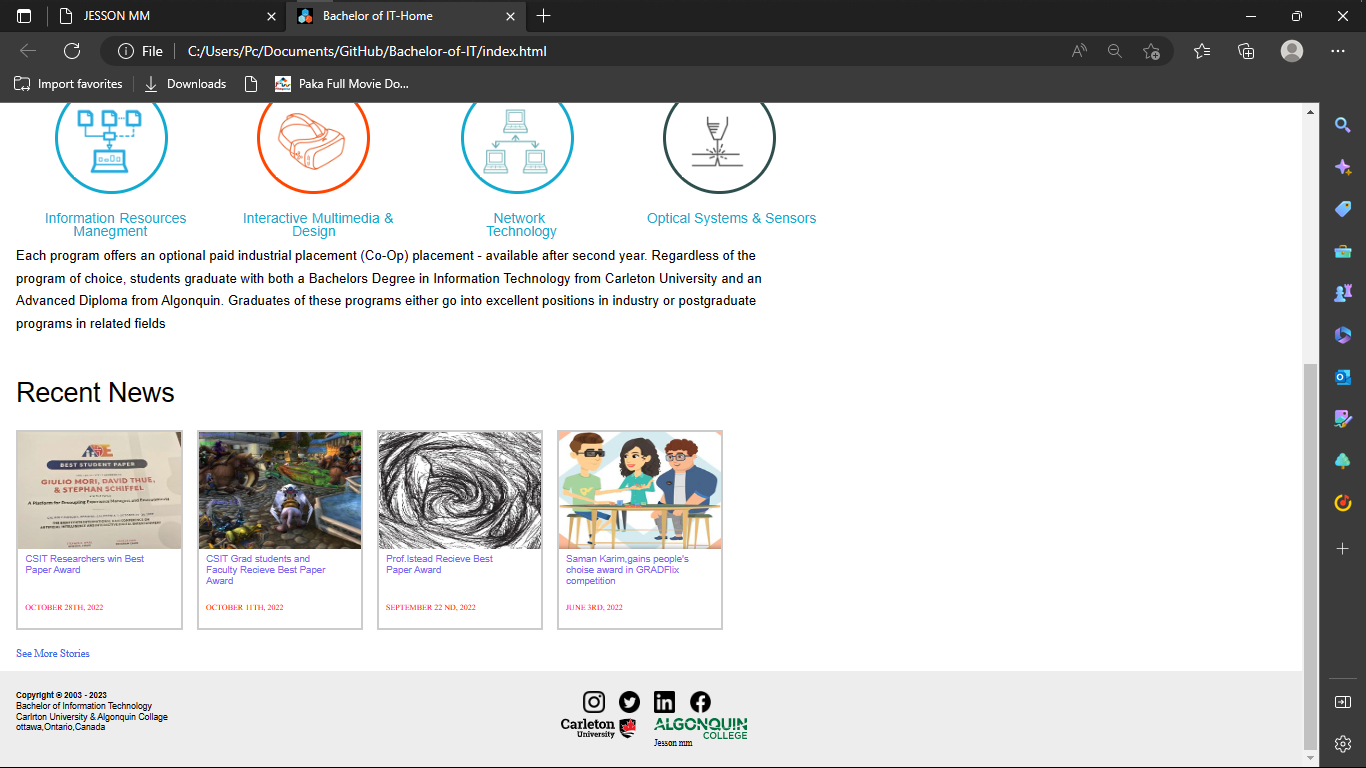 JESSON MM
Bachelor of IT-Home
File
C:/Users/Pc/Documents/GitHub/Bachelor-of-IT/index.html
Import favorites
Downloads
Paka Full Movie Do...
Information Resources
Manegment
Interactive Multimedia &
Design
Network
Technology
Optical Systems & Sensors
Each program offers an optional paid industrial placement (Co-Op) placement - available after second year. Regardless of the
program of choice, students graduate with both a Bachelors Degree in Information Technology from Carleton University and an
Advanced Diploma from Algonquin. Graduates of these programs either go into excellent positions in industry or postgraduate
programs in related fields
Recent News
BEST STUDENT PAPER
GIULIO MORI, DAVID THUE,
& STEPHAN SCHIFFEL
CSIT Researchers win Best
Paper Award
OCTOBER 28TH, 2022
CSIT Grad students and
Faculty Recieve Best Paper
Award
OCTOBER 11TH, 2022
Prof.Istead Recieve Best
Paper Award
SEPTEMBER 22 ND, 2022
Saman Karim,gains people's
choise award in GRADFlix
competition
JUNE 3RD, 2022
See More Stories
Copyright © 2003 - 2023
Bachelor of Information Technology
Carlrton University & Algonquin Collage
ottawa,Ontario,Canada
Carleton
University
ALGONQUIN
COLLEGE
Jesson mm